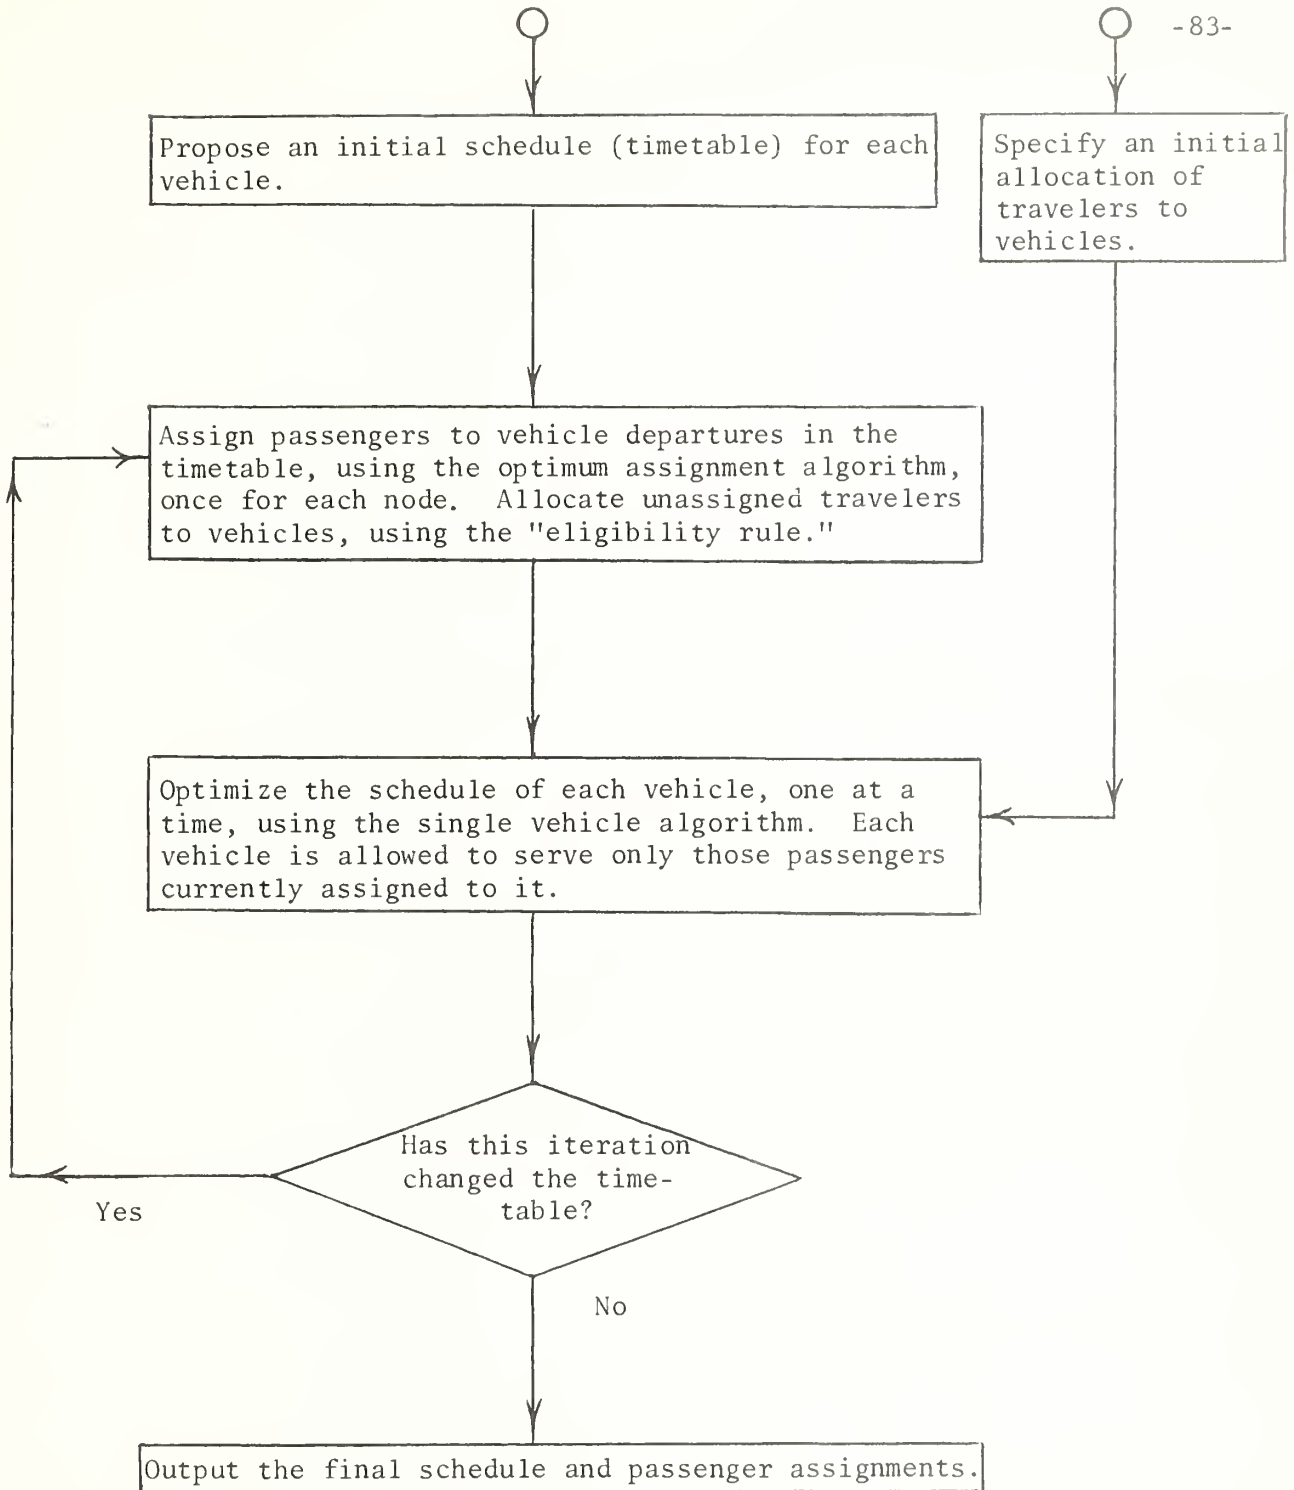 -83-
Propose an initial schedule (timetable) for each
vehicle.
Specify an initial
allocation of
travelers to
vehicles.
Assign passengers to vehicle departures in the
timetable, using the optimum assignment algorithm,
once for each node.  Allocate unassigned travelers
to vehicles, using the "eligibility rule."
Optimize the schedule of each vehicle, one at a
time, using the single vehicle algorithm.  Each
vehicle is allowed to serve only those passengers
currently assigned to it.
Has this iteration
changed the time-
table?
Yes
No
Output the final schedule and passenger assignments.